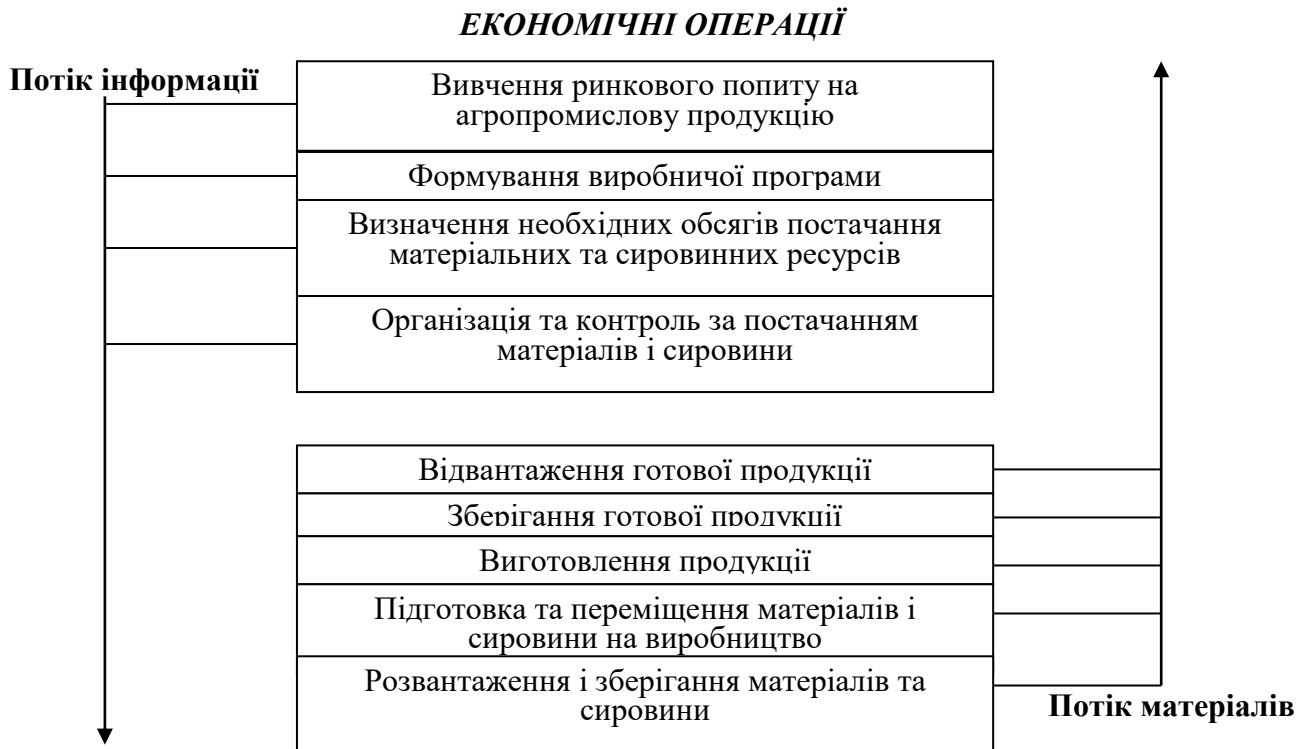 ЕКОНОМІЧНІ ОПЕРАЦІЇ
Потік інформації
Вивчення ринкового попиту на
агропромислову продукцію
Формування виробничої програми
Визначення необхідних обсягів постачання
матеріальних та сировинних ресурсів
Організація та контроль за постачанням
матеріалів і сировини
Відвантаження готової продукції
Зберігання готової продукції
Виготовлення продукції
Підготовка та переміщення матеріалів і
сировини на виробництво
Розвантаження і зберігання матеріалів та
сировини
Потік матеріалів